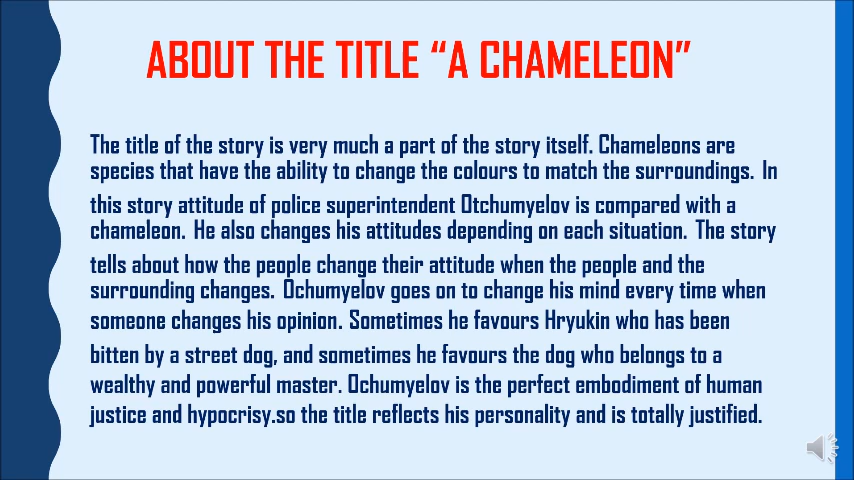 ABOUT THE TITLE “A CHAMELEON”
The title of the story is very much a part of the story itself. Chameleons are
species that have the ability to change the colours to match the surroundings. In
this story attitude of police superintendent Otchumyelov is compared with a
chameleon. He also changes his attitudes depending on each situation. The story
tells about how the people change their attitude when the people and the
surrounding changes. Ochumyelov goes on to change his mind every time when
someone changes his opinion. Sometimes he favours Hryukin who has been
bitten by a street dog, and sometimes he favours the dog who belongs to a
wealthy and powerful master. Ochumyelov is the perfect embodiment of human
justice and hypocrisy.so the title reflects his personality and is totally justified.